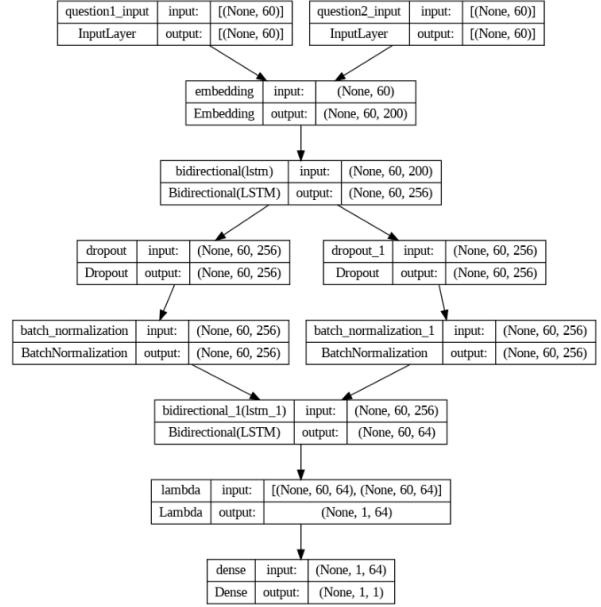 question1_input input: [(None, 60)] question2_input input: [(None, 60)]
InputLayer output: [(None, 60)] InputLayer output: [(None, 60)]
embedding input: (None, 60)
Embedding output: (None, 60, 200)
bidirectional(lstm) input: (None, 60, 200)
Bidirectional(LSTM) output: (None, 60, 256)
dropout input: (None, 60, 256) dropout_1 input: (None, 60, 256)
Dropout output: (None, 60, 256) Dropout output: (None, 60, 256)
batch_normalization input: (None, 60, 256) batch_normalization_1 input: (None, 60, 256)
BatchNormalization output: (None, 60, 256) BatchNormalization output: (None, 60, 256)
bidirectional_1(lstm_1) input: (None, 60, 256)
Bidirectional(LSTM) output: (None, 60, 64)
lambda input: [(None, 60, 64), (None, 60, 64)]
Lambda output: (None, 1, 64)
dense input: (None, 1, 64)
Dense output: (None, 1, 1)